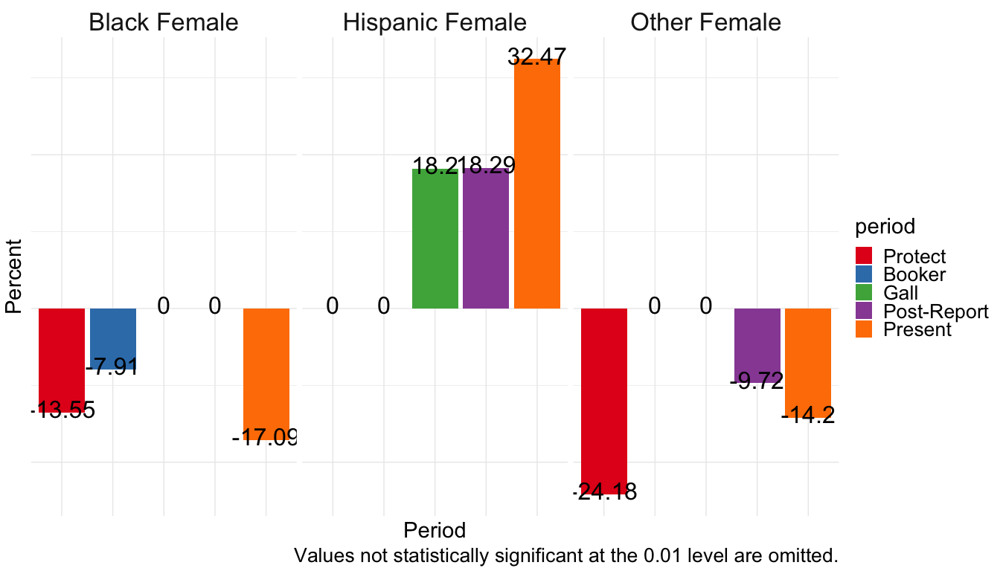 Black Female
Hispanic Female
Other Female
32.47
18.2
18.29
0
0
0
0
0
0
-7.91
-13.55
-17.09
-9.72
-14.2
-24.18
Percent
Period
Values not statistically significant at the 0.01 level are omitted.
period
Protect
Booker
Gall
Post-Report
Present